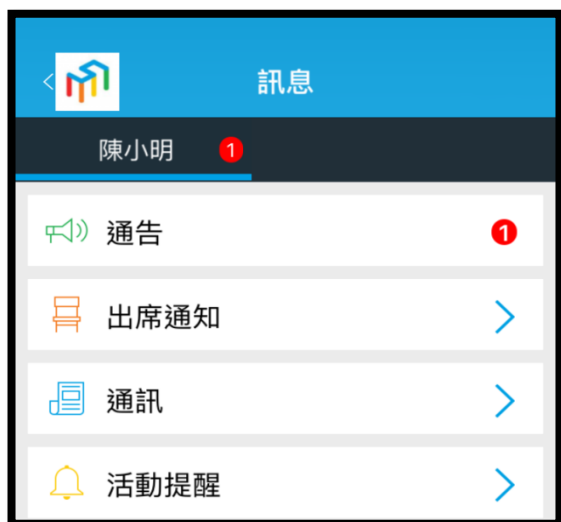 訊息
陳小明 1
通告 1
出席通知
通訊
活動提醒